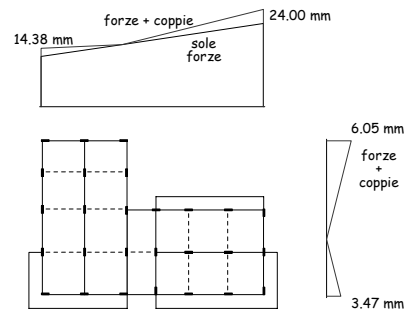 forze + coppie
24.00 mm
14.38 mm
sole
forze
6.05 mm
forze
+
coppie
3.47 mm